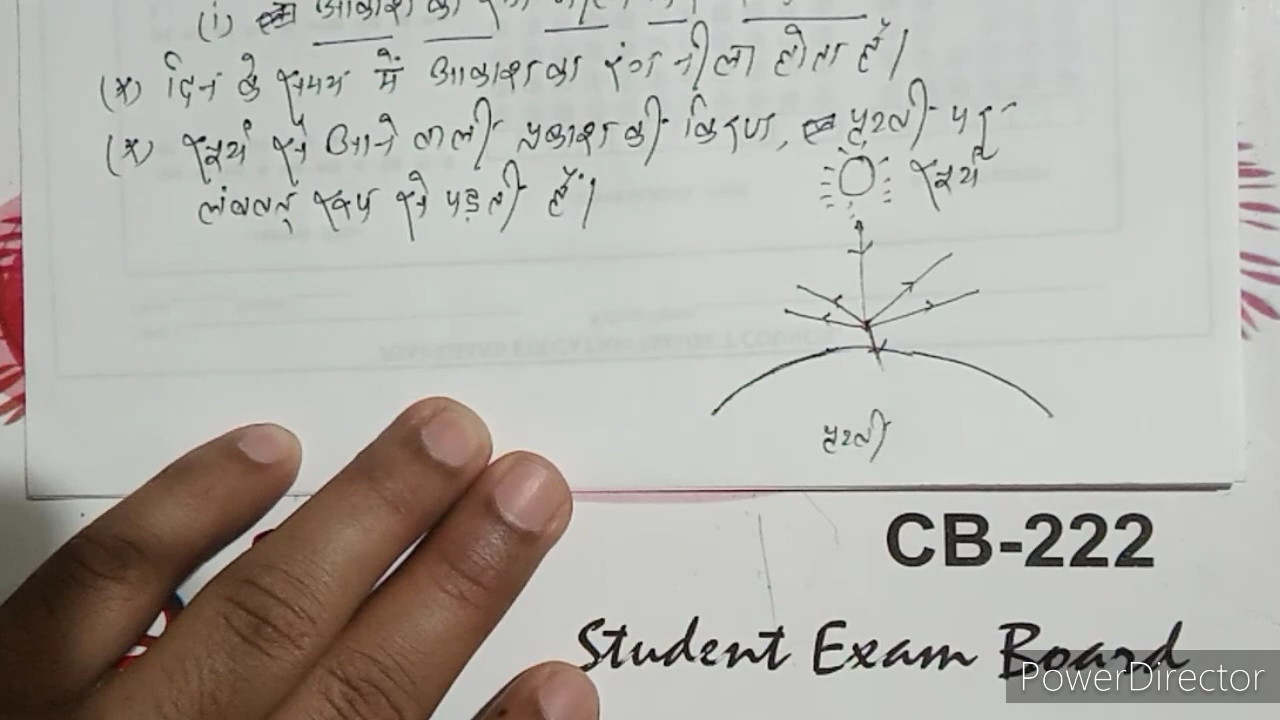 (i) आकाश का रंग
(*) दिन के समय में आकाश का रंग नीला होता है।
(*) सूर्य से आने वाली प्रकाश की किरण, पृथ्वी पर
लंबवत् रूप से पड़ती हैं।
सूर्य
पृथ्वी
CB-222
Student Exam Board
PowerDirector